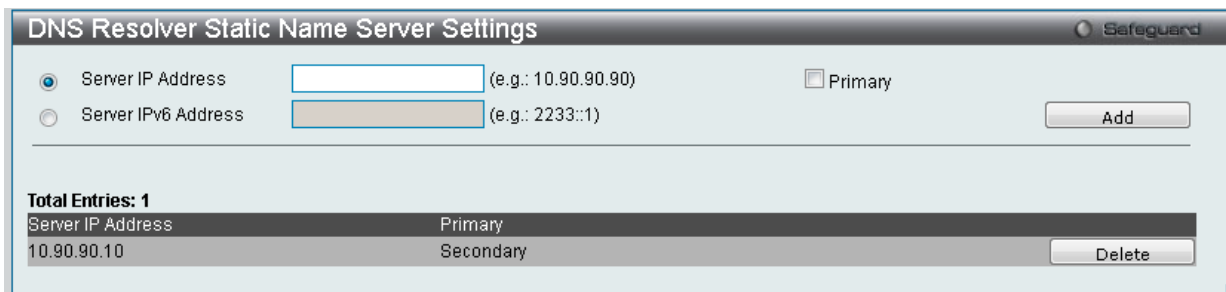 DNS Resolver Static Name Server Settings Safeguard
Server IP Address (e.g.: 10.90.90.90) Primary
Server IPv6 Address (e.g.: 2233::1) Add
Total Entries: 1
Server IP Address Primary
10.90.90.10 Secondary Delete